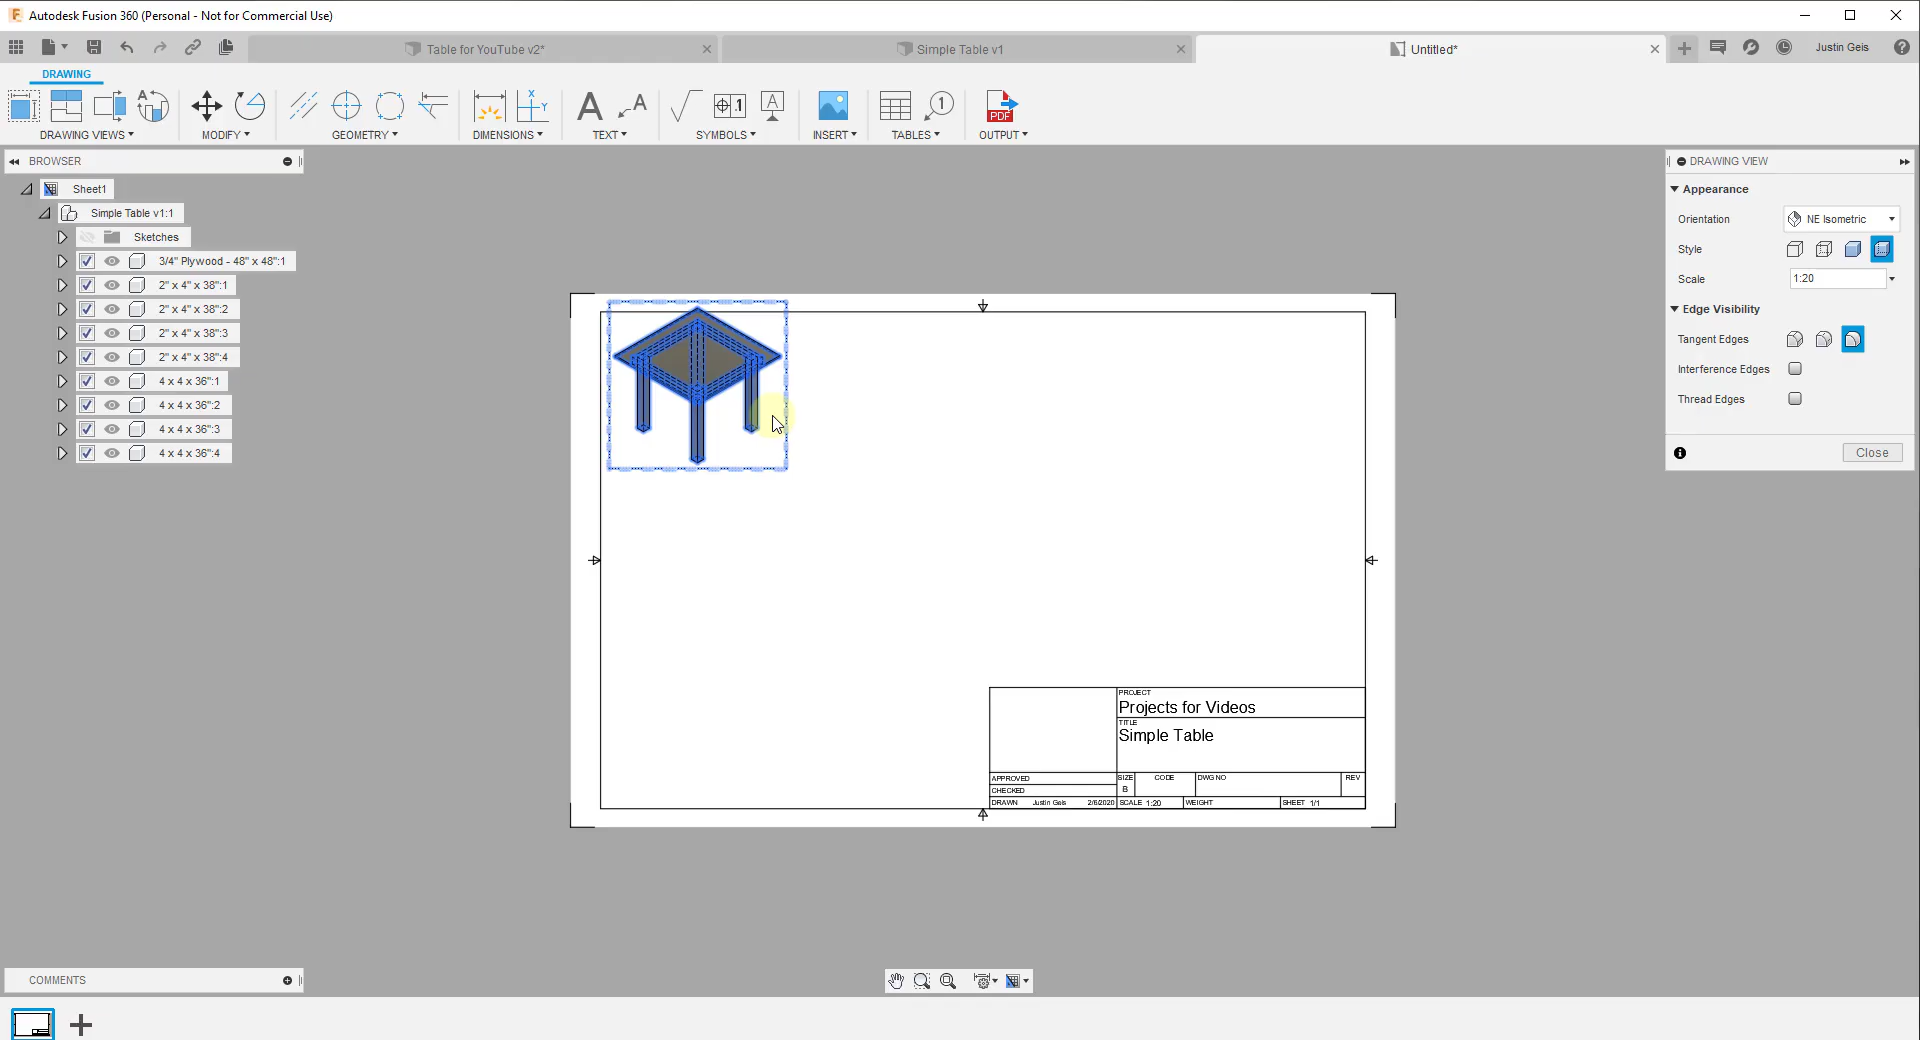 Autodesk Fusion 360 (Personal - Not for Commercial Use)
Table for YouTube v2*
Simple Table v1
Untitled*
Justin Geis
DRAWING
DRAWING VIEWS
MODIFY
GEOMETRY
DIMENSIONS
TEXT
SYMBOLS
INSERT
TABLES
OUTPUT
BROWSER
Sheet1
Simple Table v1:1
Sketches
3/4" Plywood - 48" x 48":1
2" x 4" x 38":1
2" x 4" x 38":2
2" x 4" x 38":3
2" x 4" x 38":4
4 x 4 x 36":1
4 x 4 x 36":2
4 x 4 x 36":3
4 x 4 x 36":4
PROJECT
Projects for Videos
TITLE
Simple Table
APPROVED
SIZE CODE DWG NO REV
CHECKED
B
DRAWN Justin Geis 2/6/2020 SCALE 1:20 WEIGHT SHEET 1/1
DRAWING VIEW
Appearance
Orientation NE Isometric
Style
Scale 1:20
Edge Visibility
Tangent Edges
Interference Edges
Thread Edges
Close
COMMENTS